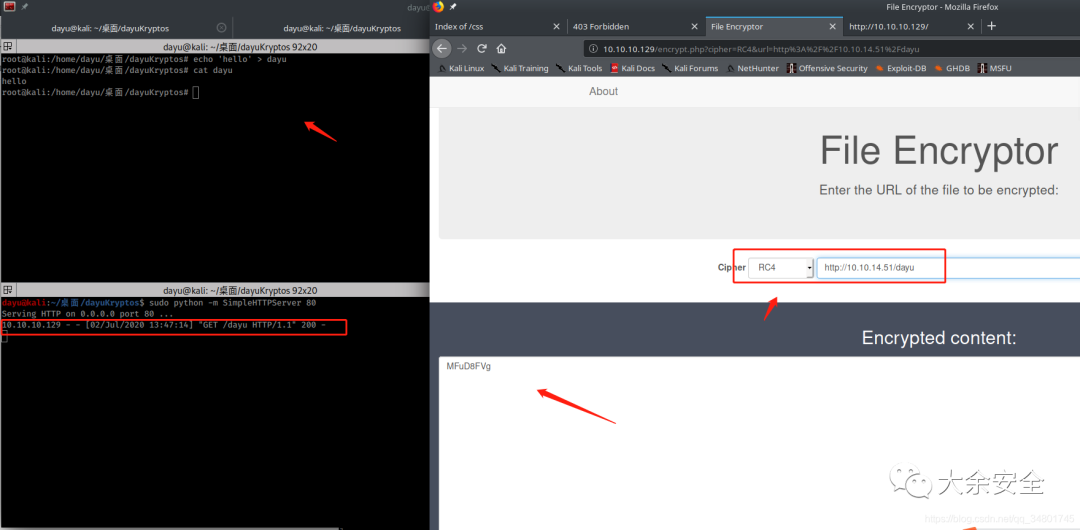 dayu
dayu@kali: ~/桌面/dayuKryptos
dayu@kali: ~/桌面/dayuKryptos
dayu@kali: ~/桌面/dayuKryptos 92x20
root@kali:/home/dayu/桌面/dayuKryptos# echo 'hello' > dayu
root@kali:/home/dayu/桌面/dayuKryptos# cat dayu
hello
root@kali:/home/dayu/桌面/dayuKryptos#
dayu@kali: ~/桌面/dayuKryptos 92x20
dayu@kali:~/桌面/dayuKryptos$ sudo python -m SimpleHTTPServer 80
Serving HTTP on 0.0.0.0 port 80 ...
10.10.10.129 - - [02/Jul/2020 13:47:14] "GET /dayu HTTP/1.1" 200 -
File Encryptor - Mozilla Firefox
Index of /css
403 Forbidden
File Encryptor
http://10.10.10.129/
10.10.10.129/encrypt.php?cipher=RC4&url=http%3A%2F%2F10.10.14.51%2Fdayu
Kali Linux
Kali Training
Kali Tools
Kali Docs
Kali Forums
NetHunter
Offensive Security
Exploit-DB
GHDB
MSFU
About
File Encryptor
Enter the URL of the file to be encrypted:
Cipher
RC4
http://10.10.14.51/dayu
Encrypted content:
MFuD8FVg
大余安全
https://blog.csdn.net/qq_34801745